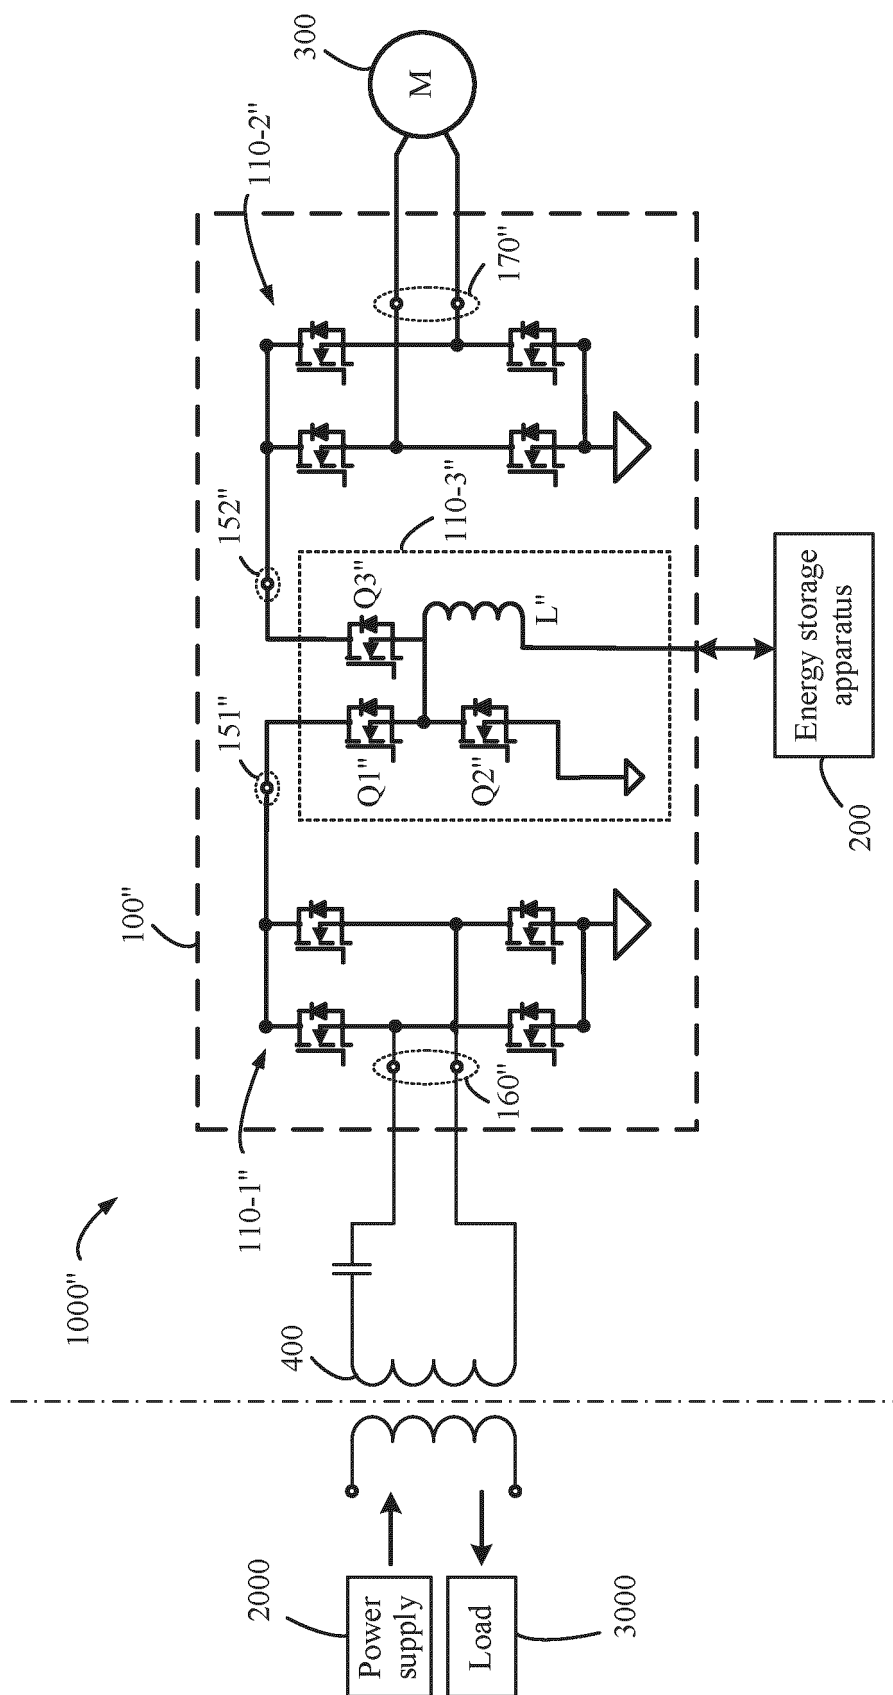 1000"
100"
110-1"
151"
152"
110-2"
300
M
Q1"
Q3"
Q2"
L"
110-3"
160"
170"
400
2000
Power
supply
Load
3000
Energy storage
apparatus
200